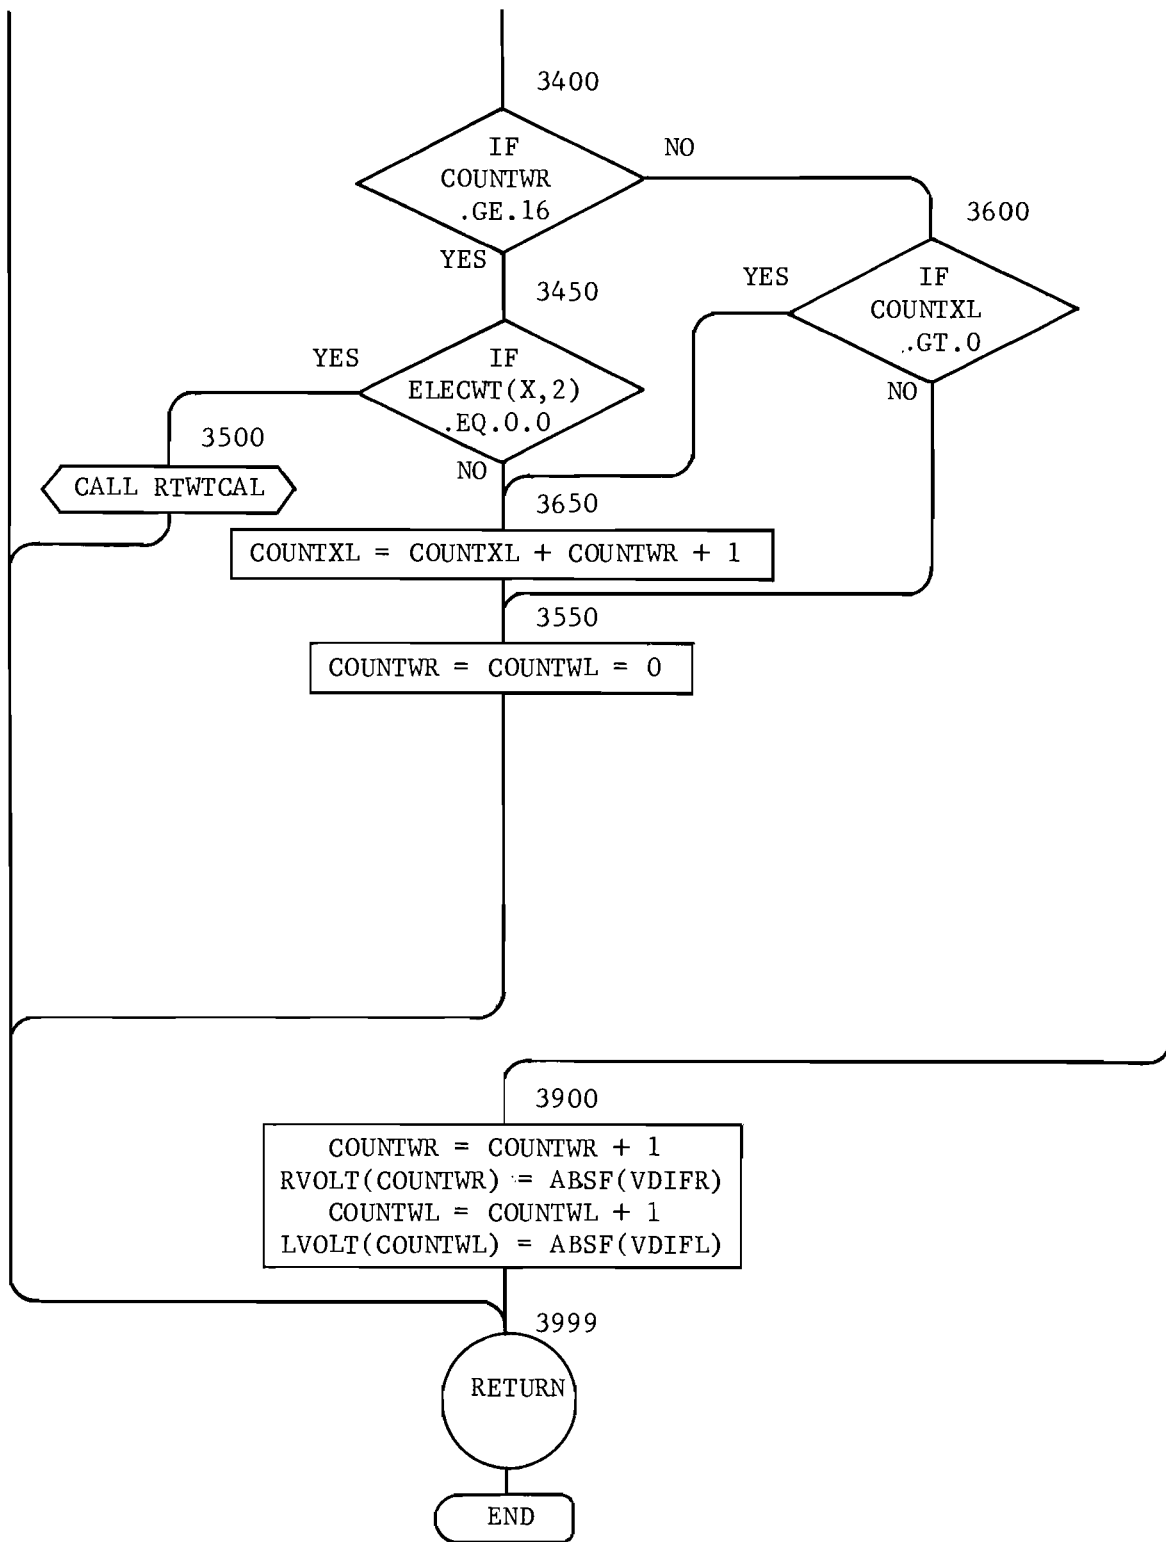 3400
IF
COUNTWR
.GE.16
NO
YES
3600
IF
COUNTXL
.GT.0
YES
NO
3450
IF
ELECWT(X,2)
.EQ.0.0
YES
NO
3500
CALL RTWTCAL
3650
COUNTXL = COUNTXL + COUNTWR + 1
3550
COUNTWR = COUNTWL = 0
3900
COUNTWR = COUNTWR + 1
RVOLT(COUNTWR) = ABSF(VDIFR)
COUNTWL = COUNTWL + 1
LVOLT(COUNTWL) = ABSF(VDIFL)
3999
RETURN
END